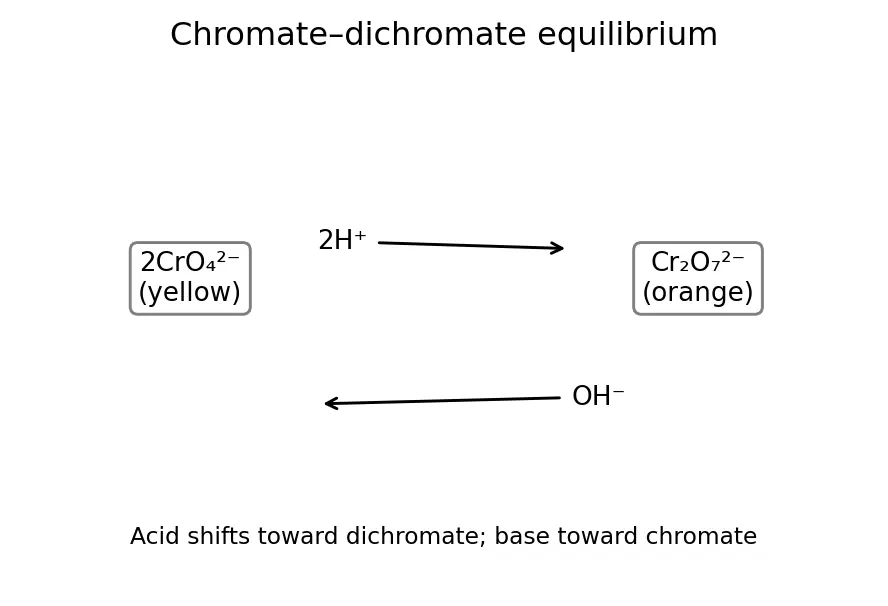 Chromate–dichromate equilibrium
2H⁺
2CrO₄²⁻
(yellow)
Cr₂O₇²⁻
(orange)
OH⁻
Acid shifts toward dichromate; base toward chromate